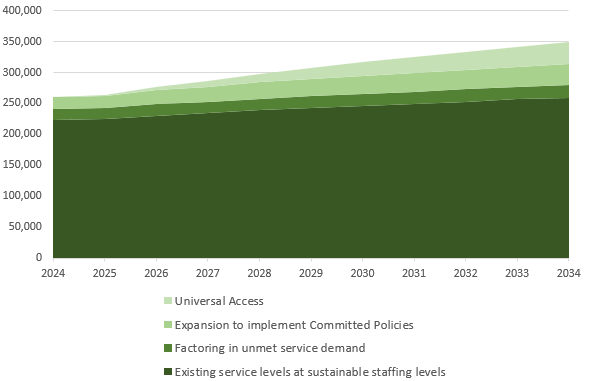 400,000
350,000
300,000
250,000
200,000
150,000
100,000
50,000
0
2024 2025 2026 2027 2028 2029 2030 2031 2032 2033 2034
Universal Access
Expansion to implement Committed Policies
Factoring in unmet service demand
Existing service levels at sustainable staffing levels